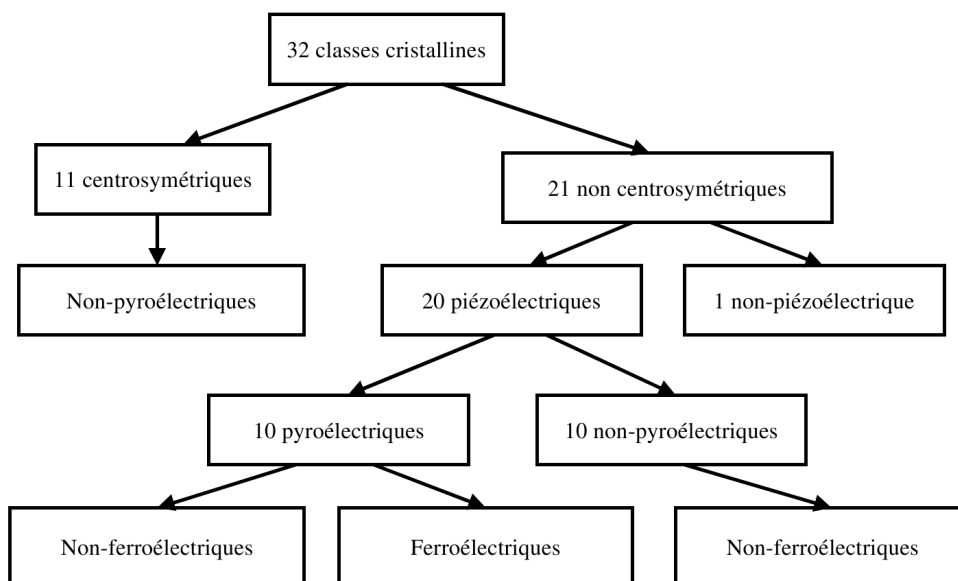 32 classes cristallines
11 centrosymétriques
21 non centrosymétriques
Non-pyroélectriques
20 piézoélectriques
1 non-piézoélectrique
10 pyroélectriques
10 non-pyroélectriques
Non-ferroélectriques
Ferroélectriques
Non-ferroélectriques